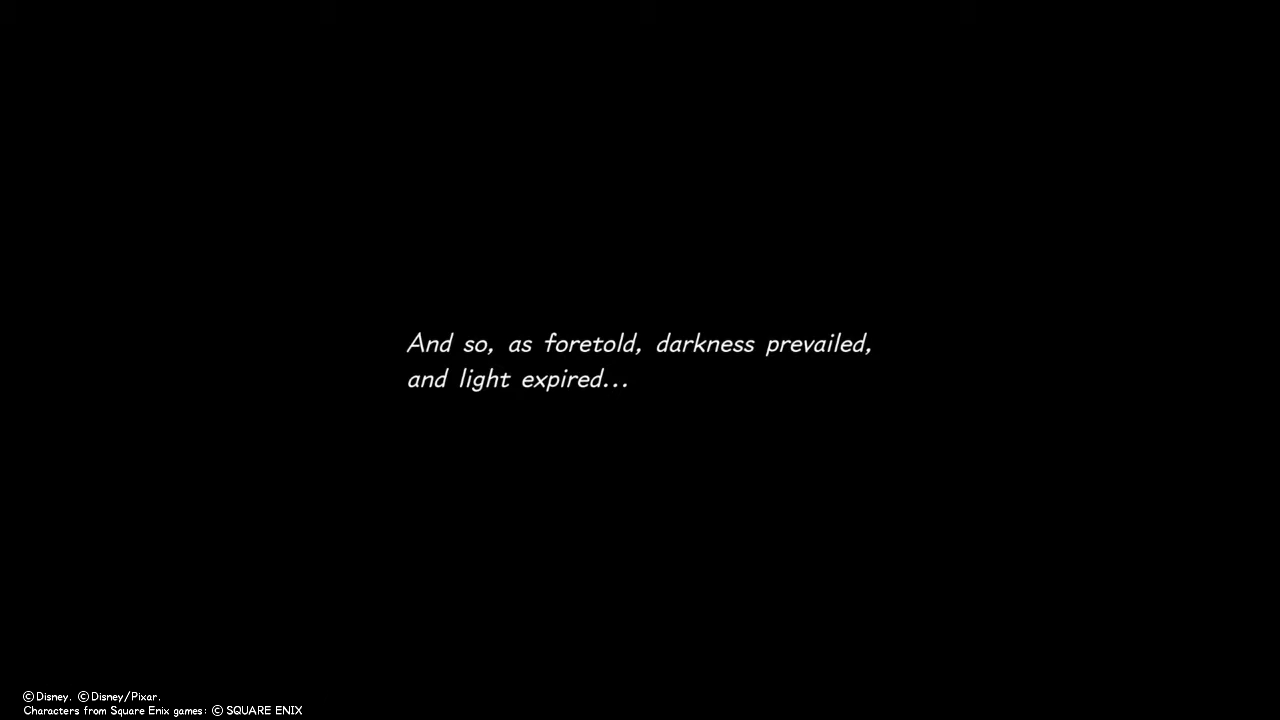 And so, as foretold, darkness prevailed,
and light expired...
©Disney. ©Disney/Pixar.
Characters from Square Enix games: © SQUARE ENIX